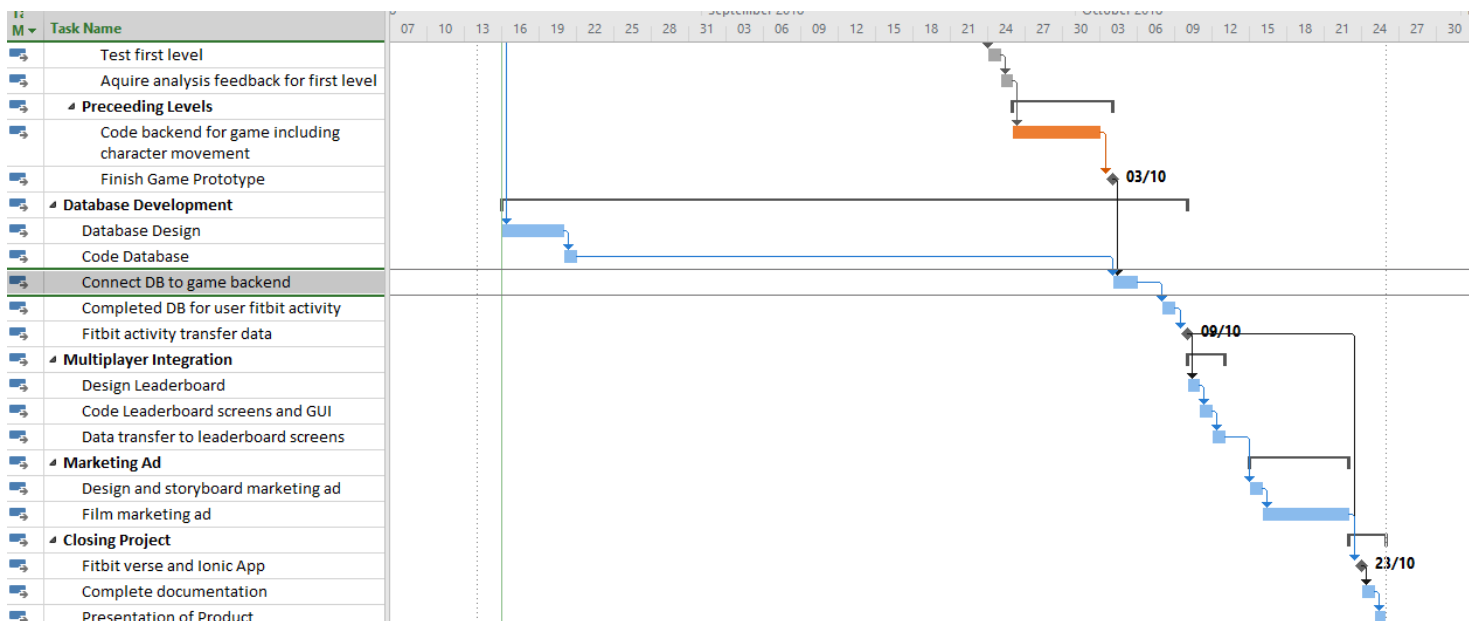 September 2018
October 2018
M Task Name 07 10 13 16 19 22 25 28 31 03 06 09 12 15 18 21 24 27 30 03 06 09 12 15 18 21 24 27 30
Test first level
Aquire analysis feedback for first level
Preceeding Levels
Code backend for game including
character movement
Finish Game Prototype 03/10
Database Development
Database Design
Code Database
Connect DB to game backend
Completed DB for user fitbit activity
Fitbit activity transfer data 09/10
Multiplayer Integration
Design Leaderboard
Code Leaderboard screens and GUI
Data transfer to leaderboard screens
Marketing Ad
Design and storyboard marketing ad
Film marketing ad
Closing Project
Fitbit verse and Ionic App 23/10
Complete documentation
Presentation of Product